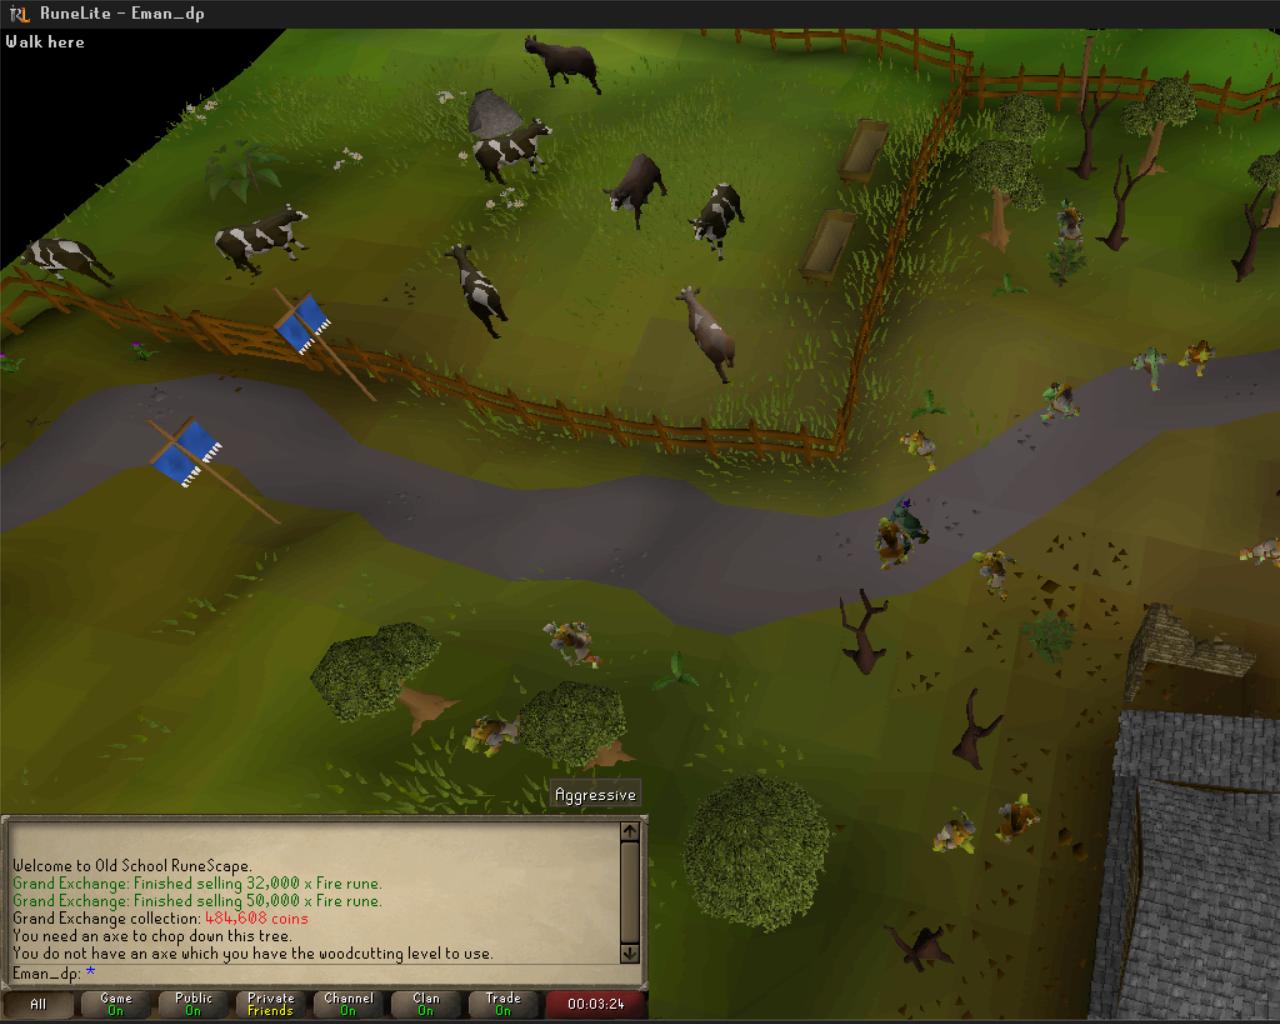 RuneLite - Eman_dp
Walk here
Aggressive
Welcome to Old School RuneScape.
Grand Exchange: Finished selling 32,000 x Fire rune.
Grand Exchange: Finished selling 50,000 x Fire rune.
Grand Exchange collection: 484,608 coins
You need an axe to chop down this tree.
You do not have an axe which you have the woodcutting level to use.
Eman_dp: *
All
Game
On
Public
On
Private
Friends
Channel
On
Clan
On
Trade
On
00:03:24